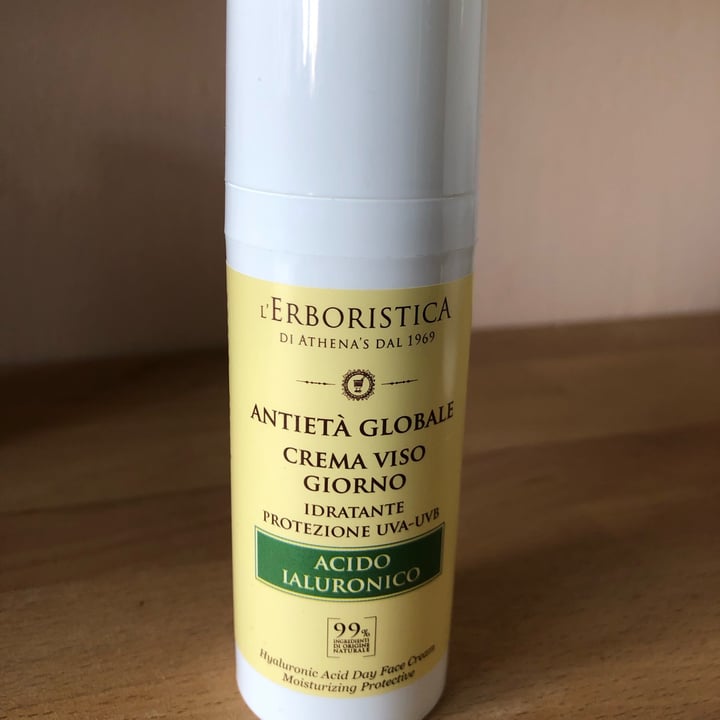 L'ERBORISTICA
DI ATHENA'S DAL 1969
ANTIETÀ GLOBALE
CREMA VISO
GIORNO
IDRATANTE
PROTEZIONE UVA-UVB
ACIDO
IALURONICO
99%
INGREDIENTI
DI ORIGINE
NATURALE
Hyaluronic Acid Day Face Cream
Moisturizing Protective